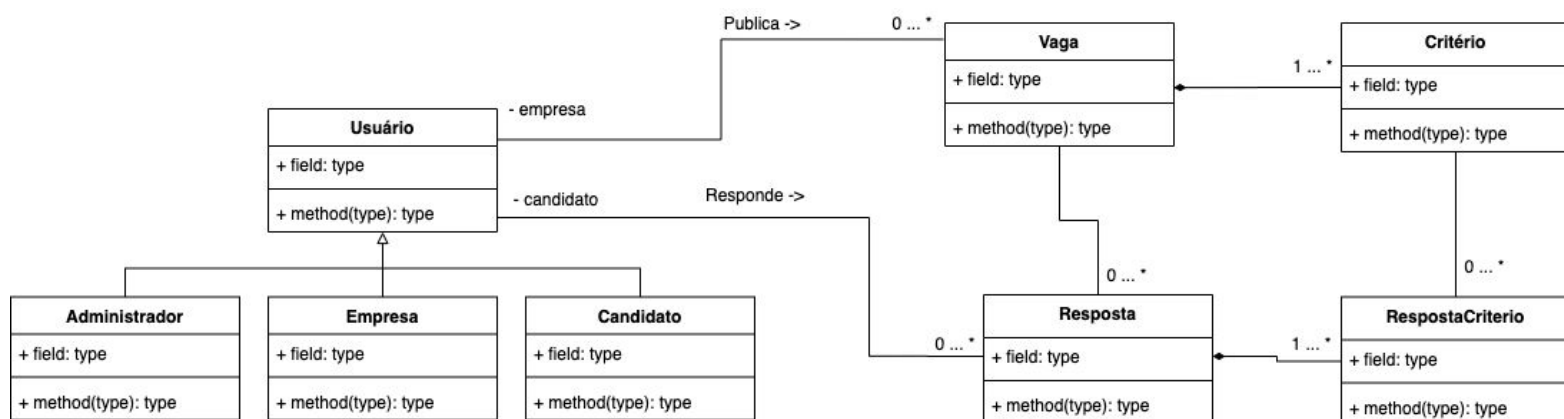 Publica ->
0 ... *
Vaga
+ field: type
+ method(type): type
1 ... *
Critério
+ field: type
+ method(type): type
- empresa
Usuário
+ field: type
+ method(type): type
- candidato
Responde ->
0 ... *
0 ... *
Administrador
+ field: type
+ method(type): type
Empresa
+ field: type
+ method(type): type
Candidato
+ field: type
+ method(type): type
0 ... *
Resposta
+ field: type
+ method(type): type
1 ... *
RespostaCriterio
+ field: type
+ method(type): type